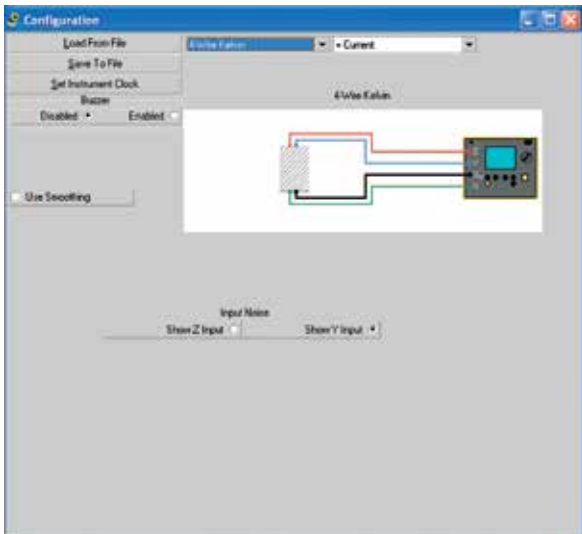 Configuration
Load From File
4-Wire Kelvin
+ Current
Save To File
Set Instrument Clock
Buzzer
4-Wire Kelvin
Disabled
Enabled
Use Smoothing
Input Noise
Show Z Input
Show Y Input